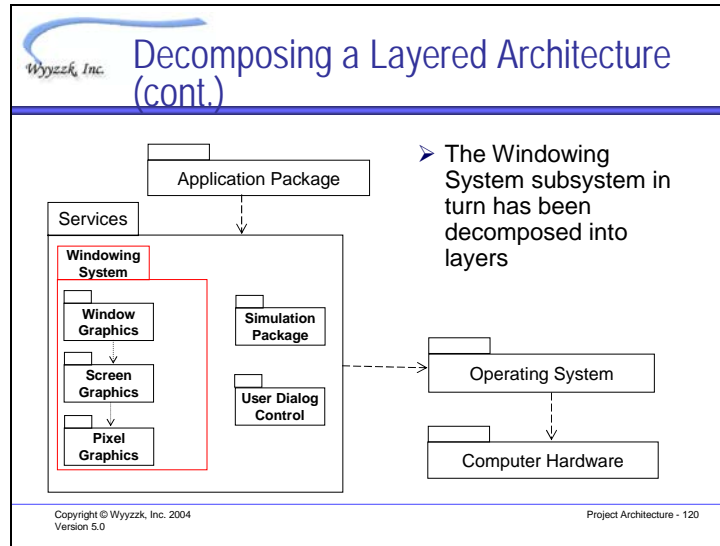 Wyyzzk, Inc.
Decomposing a Layered Architecture
(cont.)
Application Package
Services
Windowing
System
Window
Graphics
Screen
Graphics
Pixel
Graphics
Simulation
Package
User Dialog
Control
➢ The Windowing
System subsystem in
turn has been
decomposed into
layers
Operating System
Computer Hardware
Copyright © Wyyzzk, Inc. 2004
Version 5.0
Project Architecture - 120